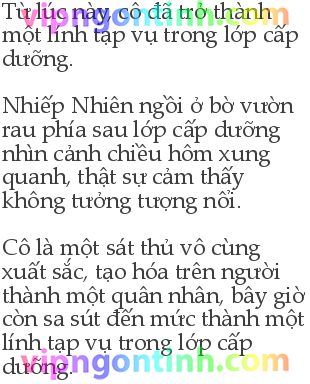 Từ lúc này, cô đã trở thành
một lính tạp vụ trong lớp cấp
dưỡng.
Nhiếp Nhiên ngồi ở bờ vườn
rau phía sau lớp cấp dưỡng
nhìn cảnh chiều hôm xung
quanh, thật sự cảm thấy
không tưởng tượng nổi.
Cô là một sát thủ vô cùng
xuất sắc, tạo hóa trên người
thành một quân nhân, bây giờ
còn sa sút đến mức thành một
lính tạp vụ trong lớp cấp
dưỡng.
vipngontinh.com
vipngontinh.com